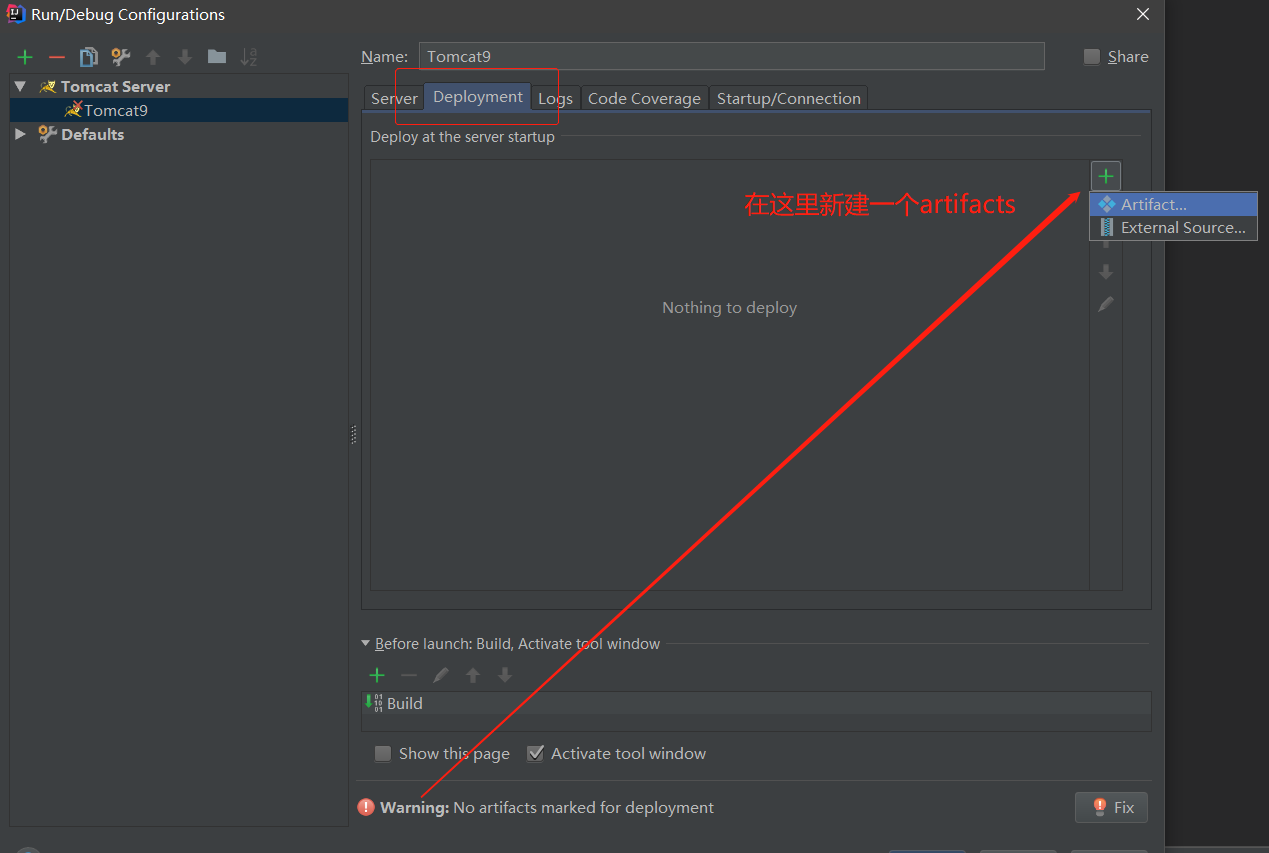 Run/Debug Configurations
Name: Tomcat9
Share
Tomcat Server
Tomcat9
Defaults
Server Deployment Logs Code Coverage Startup/Connection
Deploy at the server startup
在这里新建一个artifacts
Artifact...
External Source...
Nothing to deploy
Before launch: Build, Activate tool window
Build
Show this page Activate tool window
Warning: No artifacts marked for deployment
Fix